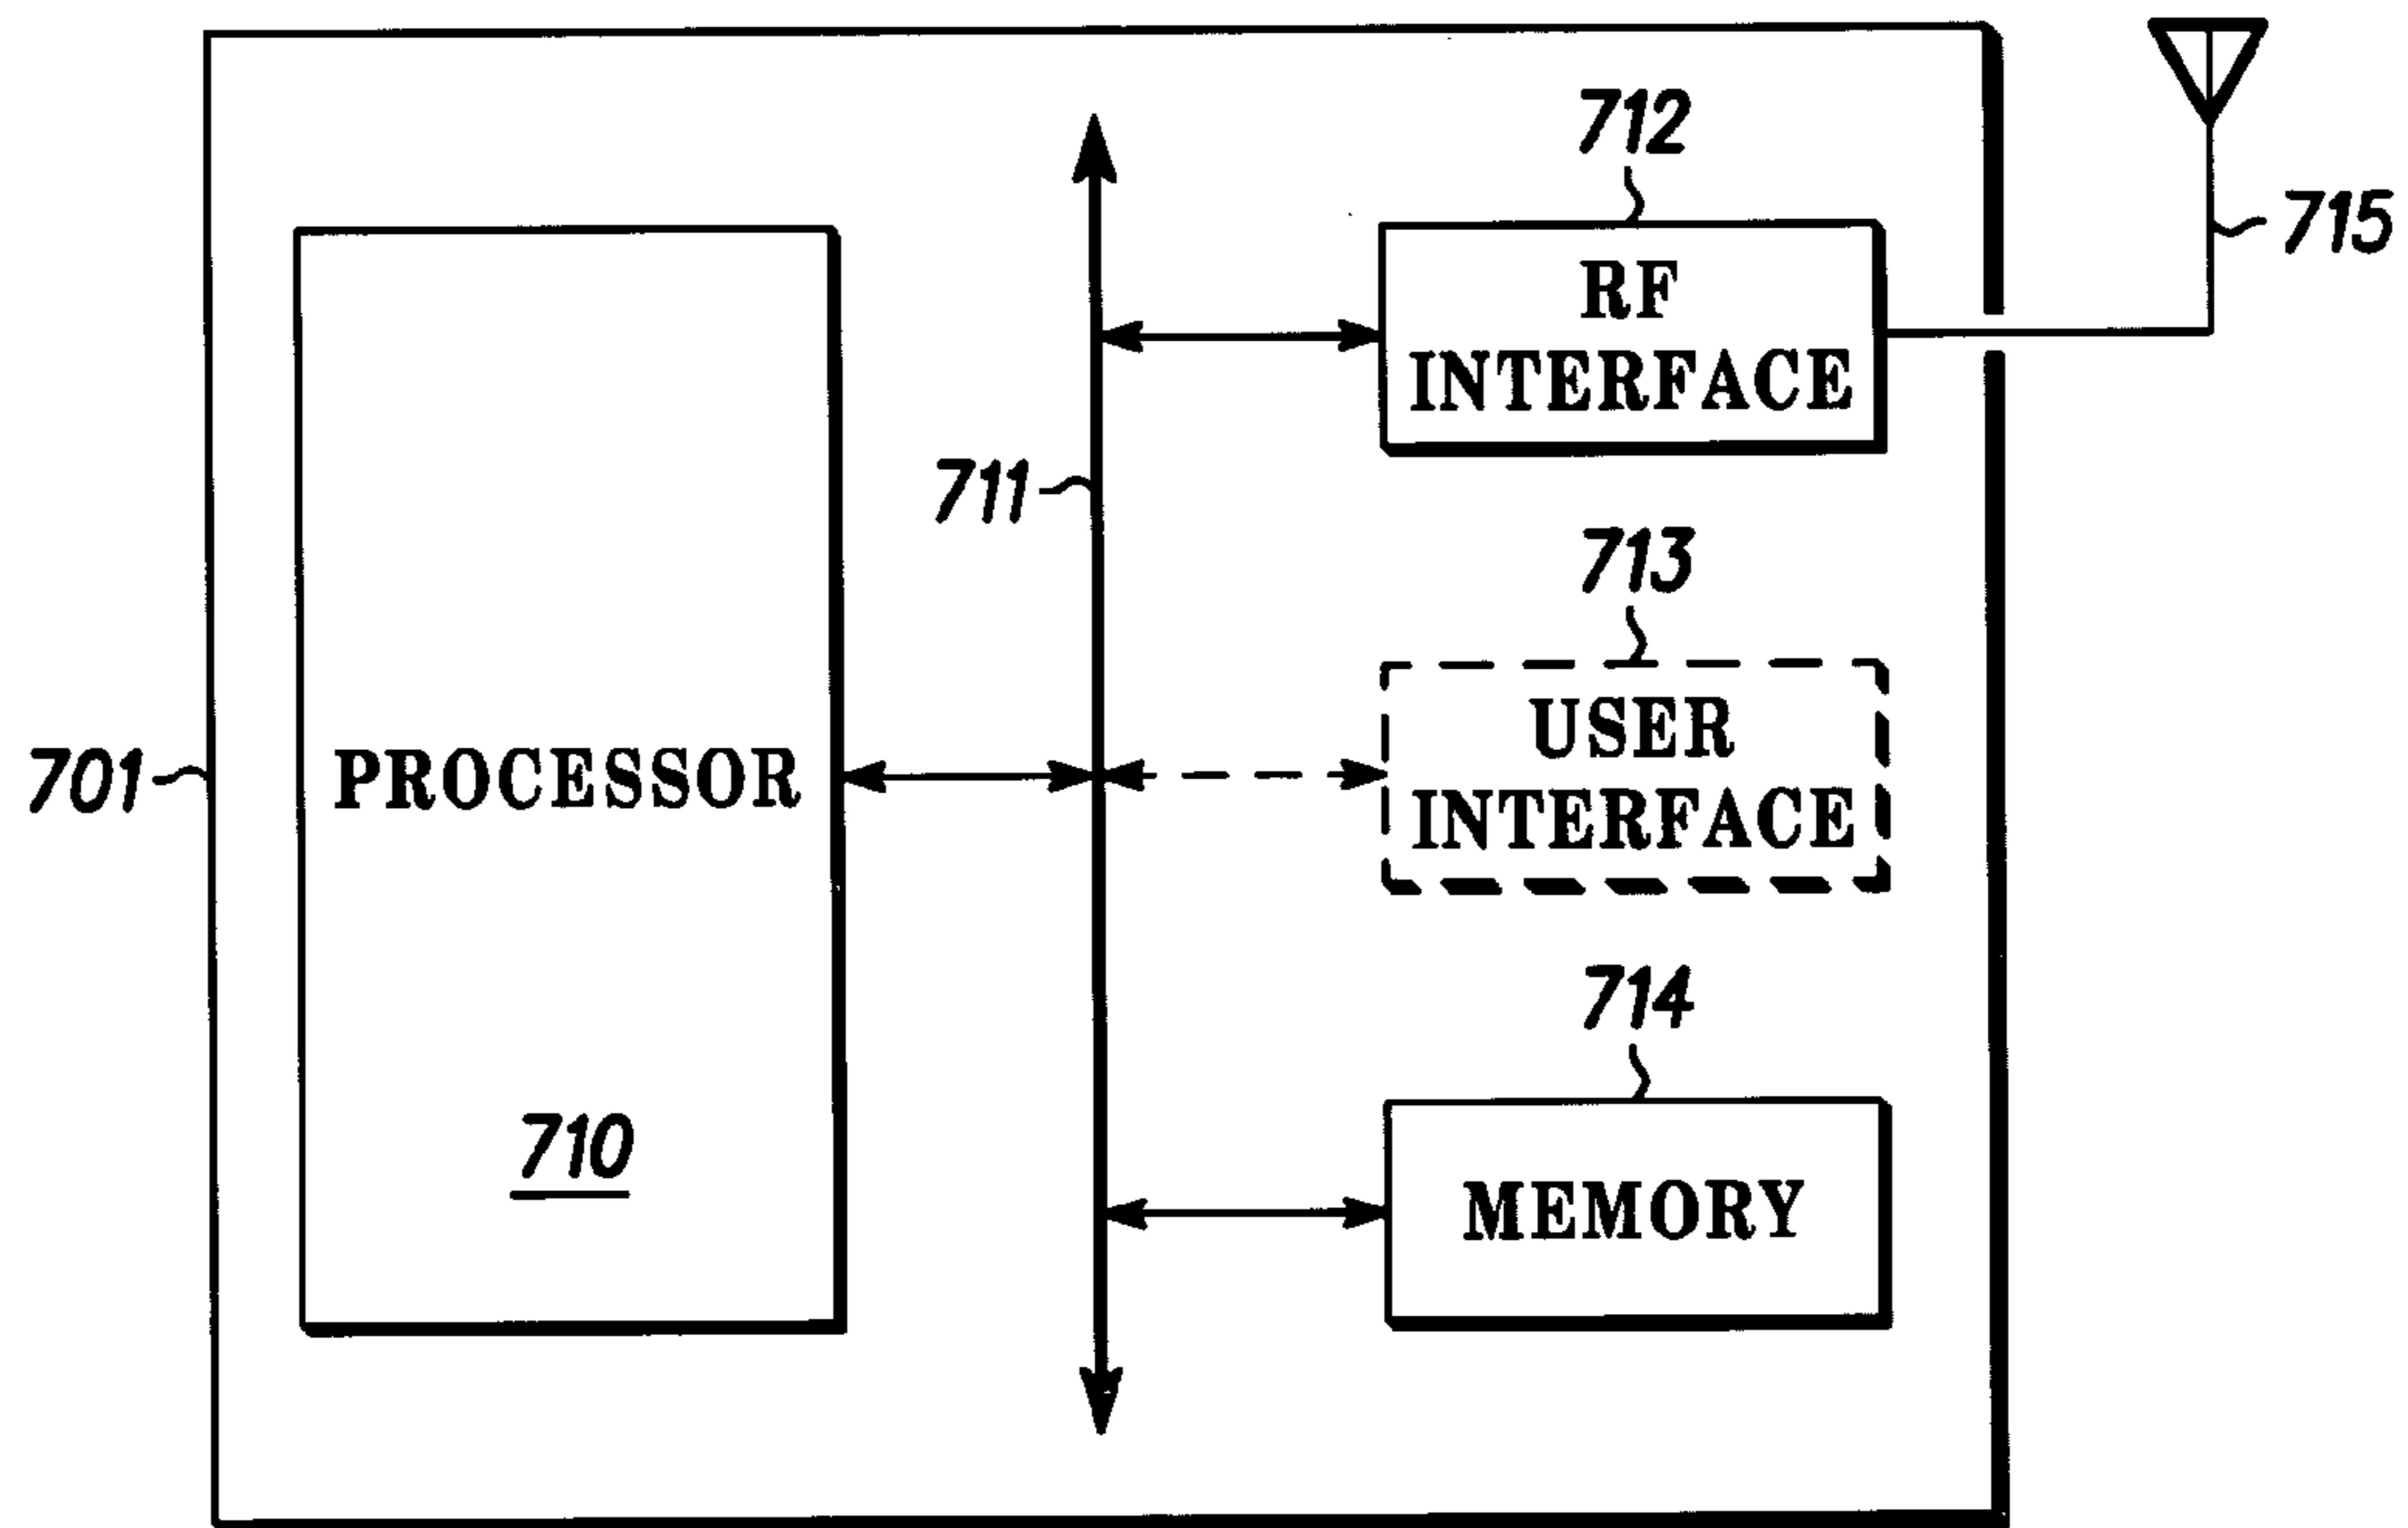 712
RF
INTERFACE
715
711
713
USER
INTERFACE
701
PROCESSOR
714
710
MEMORY